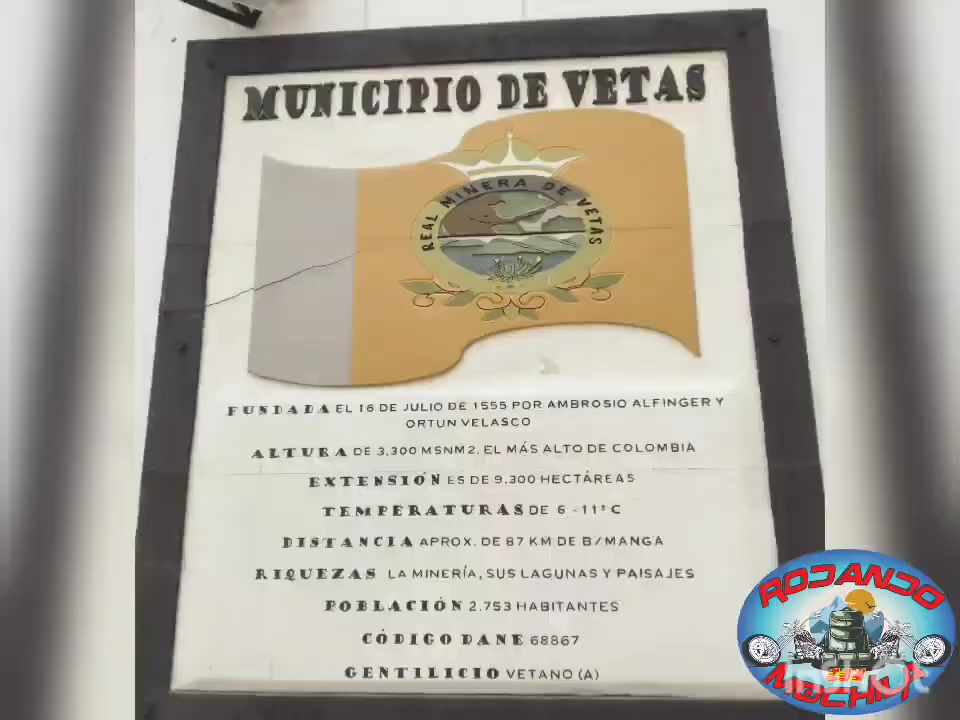 MUNICIPIO DE VETAS
REAL MINERA DE VETAS
FUNDADA EL 16 DE JULIO DE 1555 POR AMBROSIO ALFINGER Y
ORTUN VELASCO
ALTURA DE 3.300 MSNM2. EL MÁS ALTO DE COLOMBIA
EXTENSIÓN ES DE 9.300 HECTÁREAS
TEMPERATURAS DE 6 - 11° C
DISTANCIA APROX. DE 87 KM DE B/MANGA
RIQUEZAS LA MINERÍA, SUS LAGUNAS Y PAISAJES
POBLACIÓN 2.753 HABITANTES
CÓDIGO DANE 68867
GENTILICIO VETANO (A)
RODANDO
MOCHILA